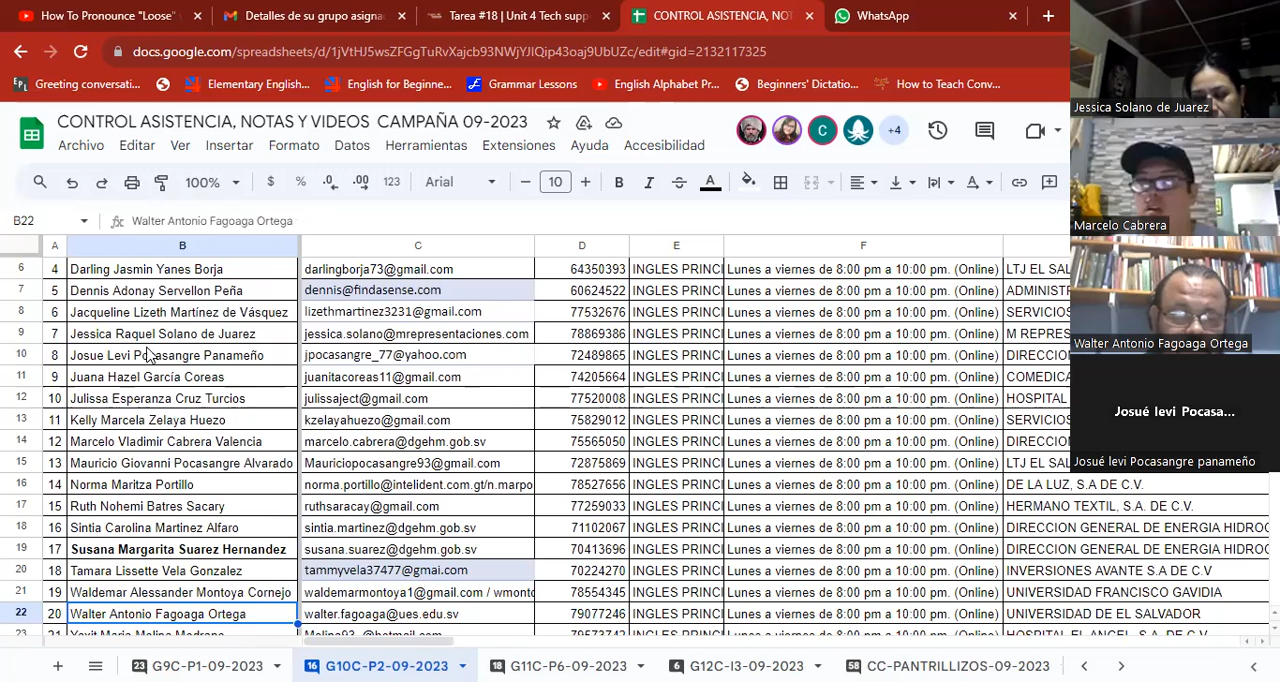 How To Pronounce "Loose" Detalles de su grupo asigna Tarea #18 | Unit 4 Tech supp CONTROL ASISTENCIA, NOT WhatsApp
docs.google.com/spreadsheets/d/1jVtHJ5wsZFGgTuRvXajcb93NWjYJIQip43oaj9UbUZc/edit#gid=2132117325
Greeting conversati... Elementary English... English for Beginne... Grammar Lessons English Alphabet Pr... Beginners' Dictatio... How to Teach Conv...
CONTROL ASISTENCIA, NOTAS Y VIDEOS .CAMPAÑA 09-2023
+4
Archivo Editar Ver Insertar Formato Datos Herramientas Extensiones Ayuda Accesibilidad
100% $ % .0 .00 123 Arial 10 B I A
B22 fx Walter Antonio Fagoaga Ortega
A B C D E F
6 4 Darling Jasmin Yanes Borja darlingborja73@gmail.com 64350393 INGLES PRINCI Lunes a viernes de 8:00 pm a 10:00 pm. (Online) LTJ EL SAL
7 5 Dennis Adonay Servellon Peña dennis@findasense.com 60624522 INGLES PRINCI Lunes a viernes de 8:00 pm a 10:00 pm. (Online) ADMINIST
8 6 Jacqueline Lizeth Martínez de Vásquez lizethmartinez3231@gmail.com 77532676 INGLES PRINCI Lunes a viernes de 8:00 pm a 10:00 pm. (Online) SERVICIOS
9 7 Jessica Raquel Solano de Juarez jessica.solano@mrepresentaciones.com 78869386 INGLES PRINCI Lunes a viernes de 8:00 pm a 10:00 pm. (Online) M REPRES
10 8 Josue Levi Pocasangre Panameño jpocasangre_77@yahoo.com 72489865 INGLES PRINCI Lunes a viernes de 8:00 pm a 10:00 pm. (Online) DIRECCION
11 9 Juana Hazel García Coreas juanitacoreas11@gmail.com 74205664 INGLES PRINCI Lunes a viernes de 8:00 pm a 10:00 pm. (Online) COMEDICA
12 10 Julissa Esperanza Cruz Turcios julissaject@gmail.com 77520008 INGLES PRINCI Lunes a viernes de 8:00 pm a 10:00 pm. (Online) HOSPITAL
13 11 Kelly Marcela Zelaya Huezo kzelayahuezo@gmail.com 75829012 INGLES PRINCI Lunes a viernes de 8:00 pm a 10:00 pm. (Online) SERVICIOS
14 12 Marcelo Vladimir Cabrera Valencia marcelo.cabrera@dgehm.gob.sv 75565050 INGLES PRINCI Lunes a viernes de 8:00 pm a 10:00 pm. (Online) DIRECCION
15 13 Mauricio Giovanni Pocasangre Alvarado Mauriciopocasangre93@gmail.com 72875869 INGLES PRINCI Lunes a viernes de 8:00 pm a 10:00 pm. (Online) LTJ EL SAL
16 14 Norma Maritza Portillo norma.portillo@intelident.com.gt/n.marpo 78527656 INGLES PRINCI Lunes a viernes de 8:00 pm a 10:00 pm. (Online) DE LA LUZ, S.A DE C.V.
17 15 Ruth Nohemi Batres Sacary ruthsaracay@gmail.com 77259033 INGLES PRINCI Lunes a viernes de 8:00 pm a 10:00 pm. (Online) HERMANO TEXTIL, S.A. DE C.V.
18 16 Sintia Carolina Martinez Alfaro sintia.martinez@dgehm.gob.sv 71102067 INGLES PRINCI Lunes a viernes de 8:00 pm a 10:00 pm. (Online) DIRECCION GENERAL DE ENERGIA HIDROC
19 17 Susana Margarita Suarez Hernandez susana.suarez@dgehm.gob.sv 70413696 INGLES PRINCI Lunes a viernes de 8:00 pm a 10:00 pm. (Online) DIRECCION GENERAL DE ENERGIA HIDROC
20 18 Tamara Lissette Vela Gonzalez tammyvela37477@gmai.com 70224270 INGLES PRINCI Lunes a viernes de 8:00 pm a 10:00 pm. (Online) INVERSIONES AVANTE S.A DE C.V
21 19 Waldemar Alessander Montoya Cornejo waldemarmontoya1@gmail.com / wmonto 78554345 INGLES PRINCI Lunes a viernes de 8:00 pm a 10:00 pm. (Online) UNIVERSIDAD FRANCISCO GAVIDIA
22 20 Walter Antonio Fagoaga Ortega walter.fagoaga@ues.edu.sv 79077246 INGLES PRINCI Lunes a viernes de 8:00 pm a 10:00 pm. (Online) UNIVERSIDAD DE EL SALVADOR
23 G9C-P1-09-2023 16 G10C-P2-09-2023 18 G11C-P6-09-2023 6 G12C-I3-09-2023 58 CC-PANTRILLIZOS-09-2023
Jessica Solano de Juarez
Marcelo Cabrera
Walter Antonio Fagoaga Ortega
Josué levi Pocasa...
Josué levi Pocasangre panameño